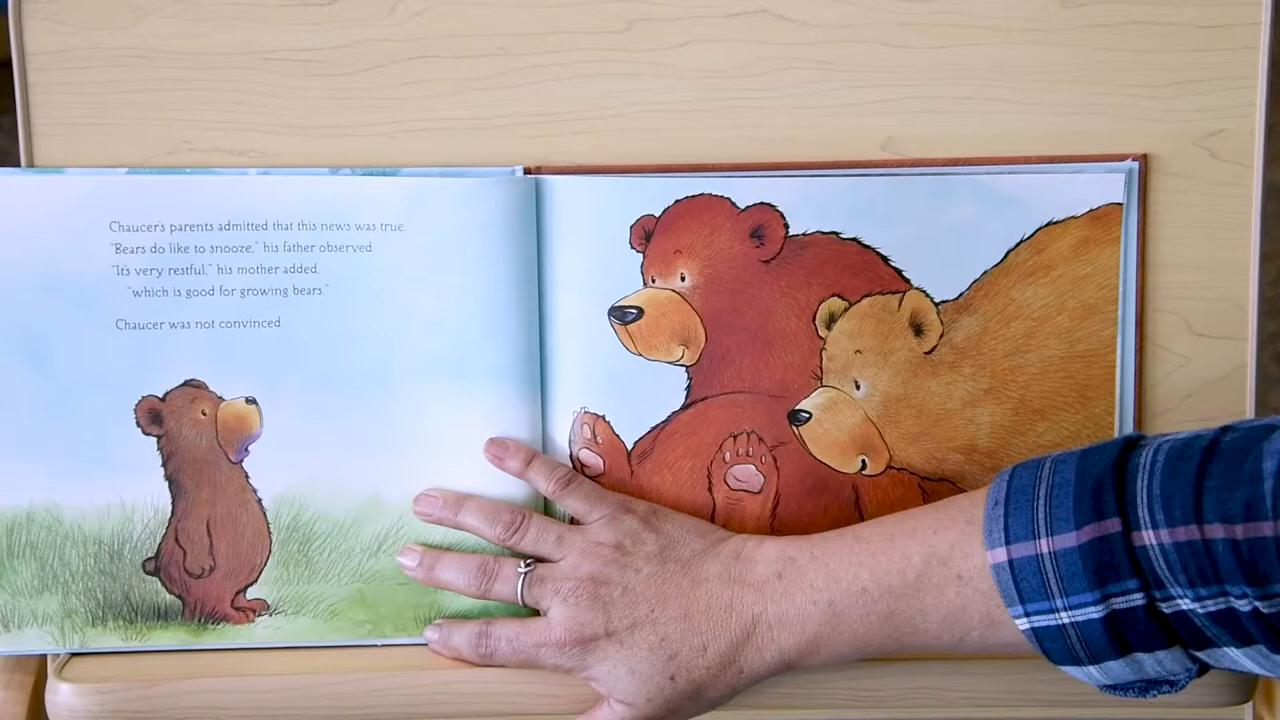 Chaucer's parents admitted that this news was true.
"Bears do like to snooze," his father observed.
"It's very restful," his mother added,
"which is good for growing bears."
Chaucer was not convinced.